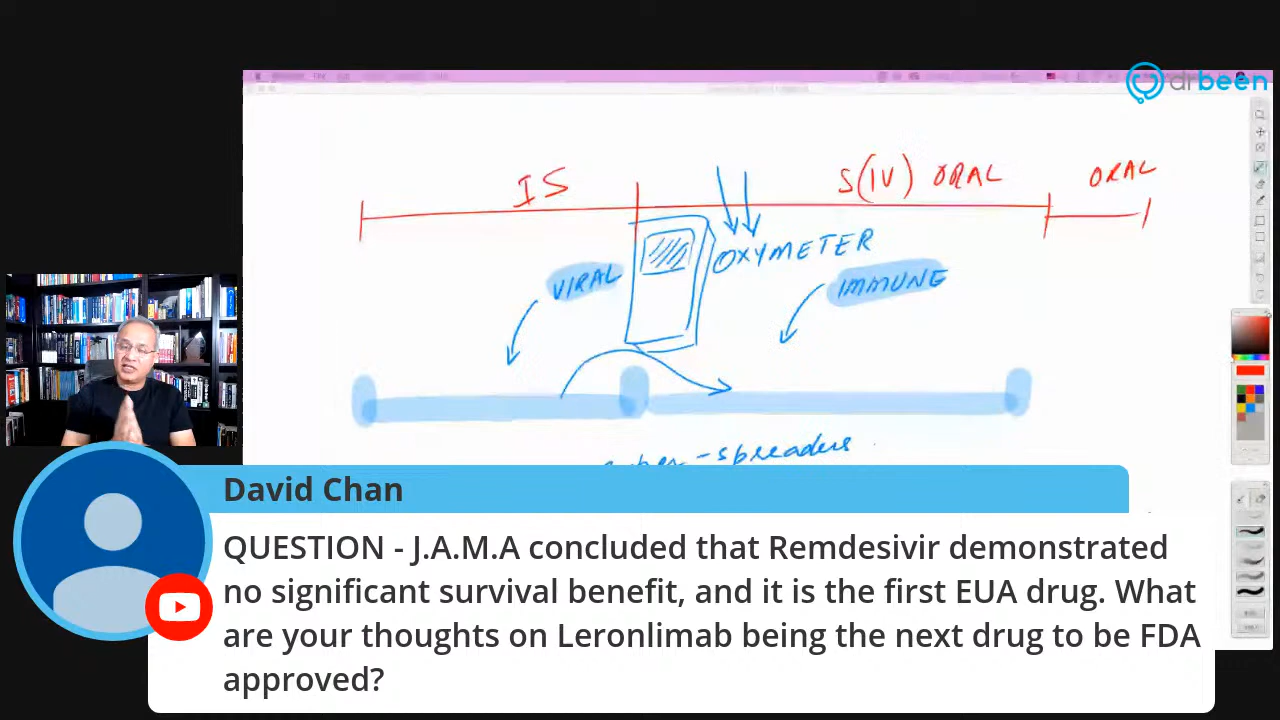 drbeen
IS
S(IV) ORAL
ORAL
OXYMETER
VIRAL
IMMUNE
-spreaders
David Chan
QUESTION - J.A.M.A concluded that Remdesivir demonstrated
no significant survival benefit, and it is the first EUA drug. What
are your thoughts on Leronlimab being the next drug to be FDA
approved?